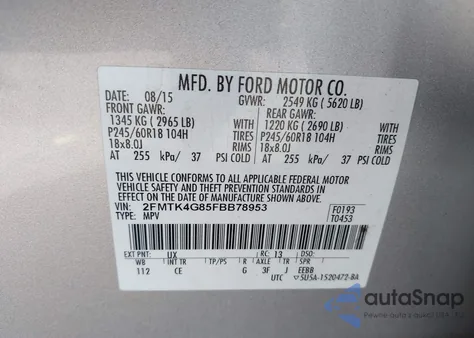 MFD. BY FORD MOTOR CO.
DATE 08/15 GVWR: 2549 KG ( 5620 LB)
FRONT GAWR: REAR GAWR:
1345 KG ( 2965 LB) 1220 KG ( 2690 LB)
P245/60R18 104H TIRES P245/60R18 104H TIRES
18x8.0J RIMS 18x8.0J RIMS
AT 255 kPa/ 37 PSI COLD AT 255 kPa/ 37 PSI COLD
THIS VEHICLE CONFORMS TO ALL APPLICABLE FEDERAL MOTOR
VEHICLE SAFETY AND THEFT PREVENTION STANDARDS IN
EFFECT ON THE DATE OF MANUFACTURE SHOWN ABOVE.
VIN: 2FMTK4G85FBB78953 F0193
TYPE: MPV T0453
EXT PNT: UX RC: 13 DSO:
WB INT TR TP/PS R AXLE TR SPR
112 CE G 3F J EEBB
UTC 5U5A-1520472-BA
autoSnap